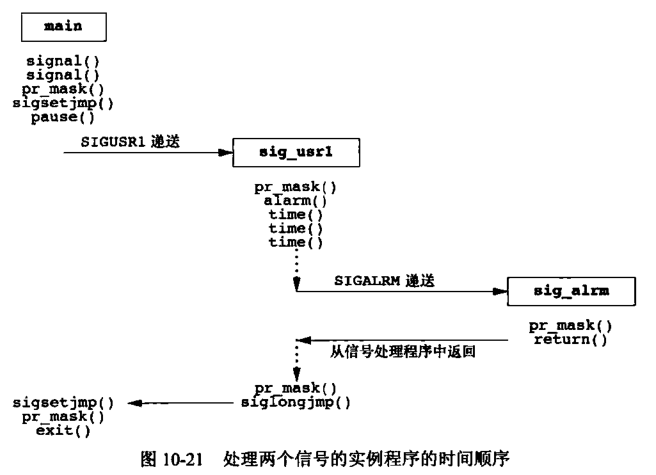 main
signal()
signal()
pr_mask()
sigsetjmp()
pause()
SIGUSR1 递送
sig_usr1
pr_mask()
alarm()
time()
time()
time()
SIGALRM 递送
sig_alrm
pr_mask()
return()
从信号处理程序中返回
pr_mask()
siglongjmp()
sigsetjmp()
pr_mask()
exit()
图 10-21 处理两个信号的实例程序的时间顺序